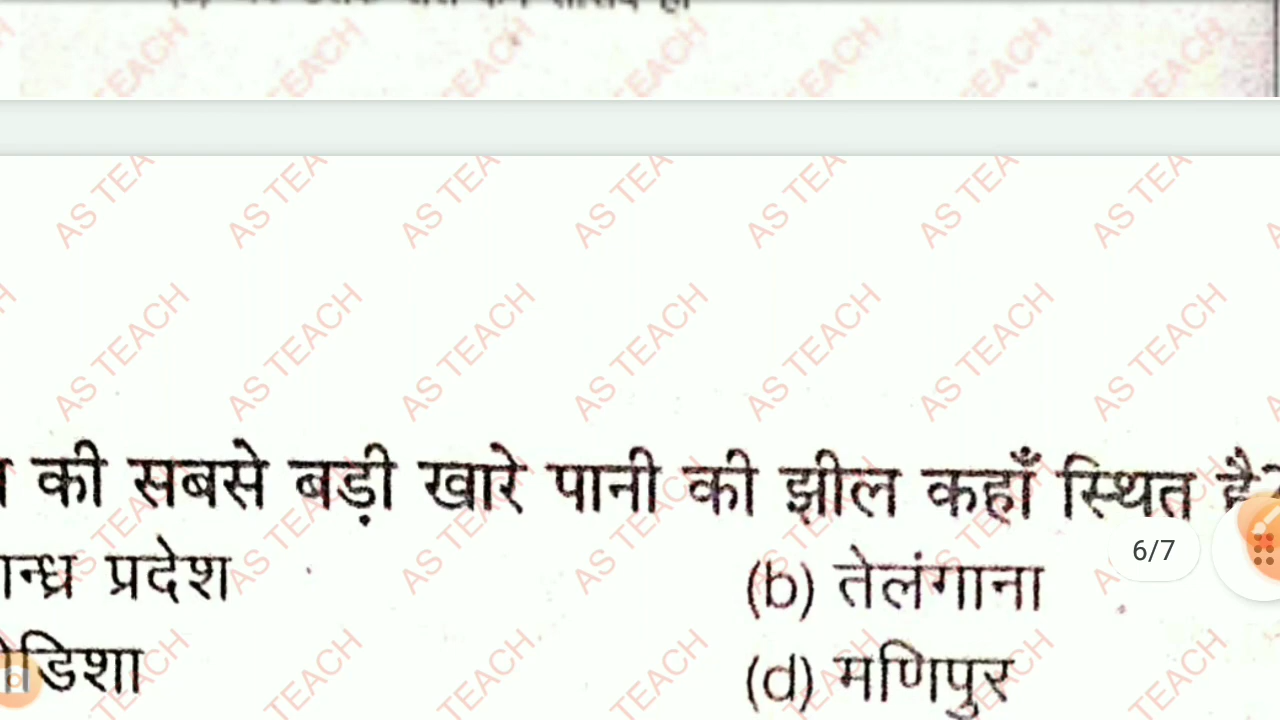 की सबसे बड़ी खारे पानी की झील कहाँ स्थित है?
प्रदेश (b) तेलंगाना
(d) मणिपुर
6/7
AS TEACH